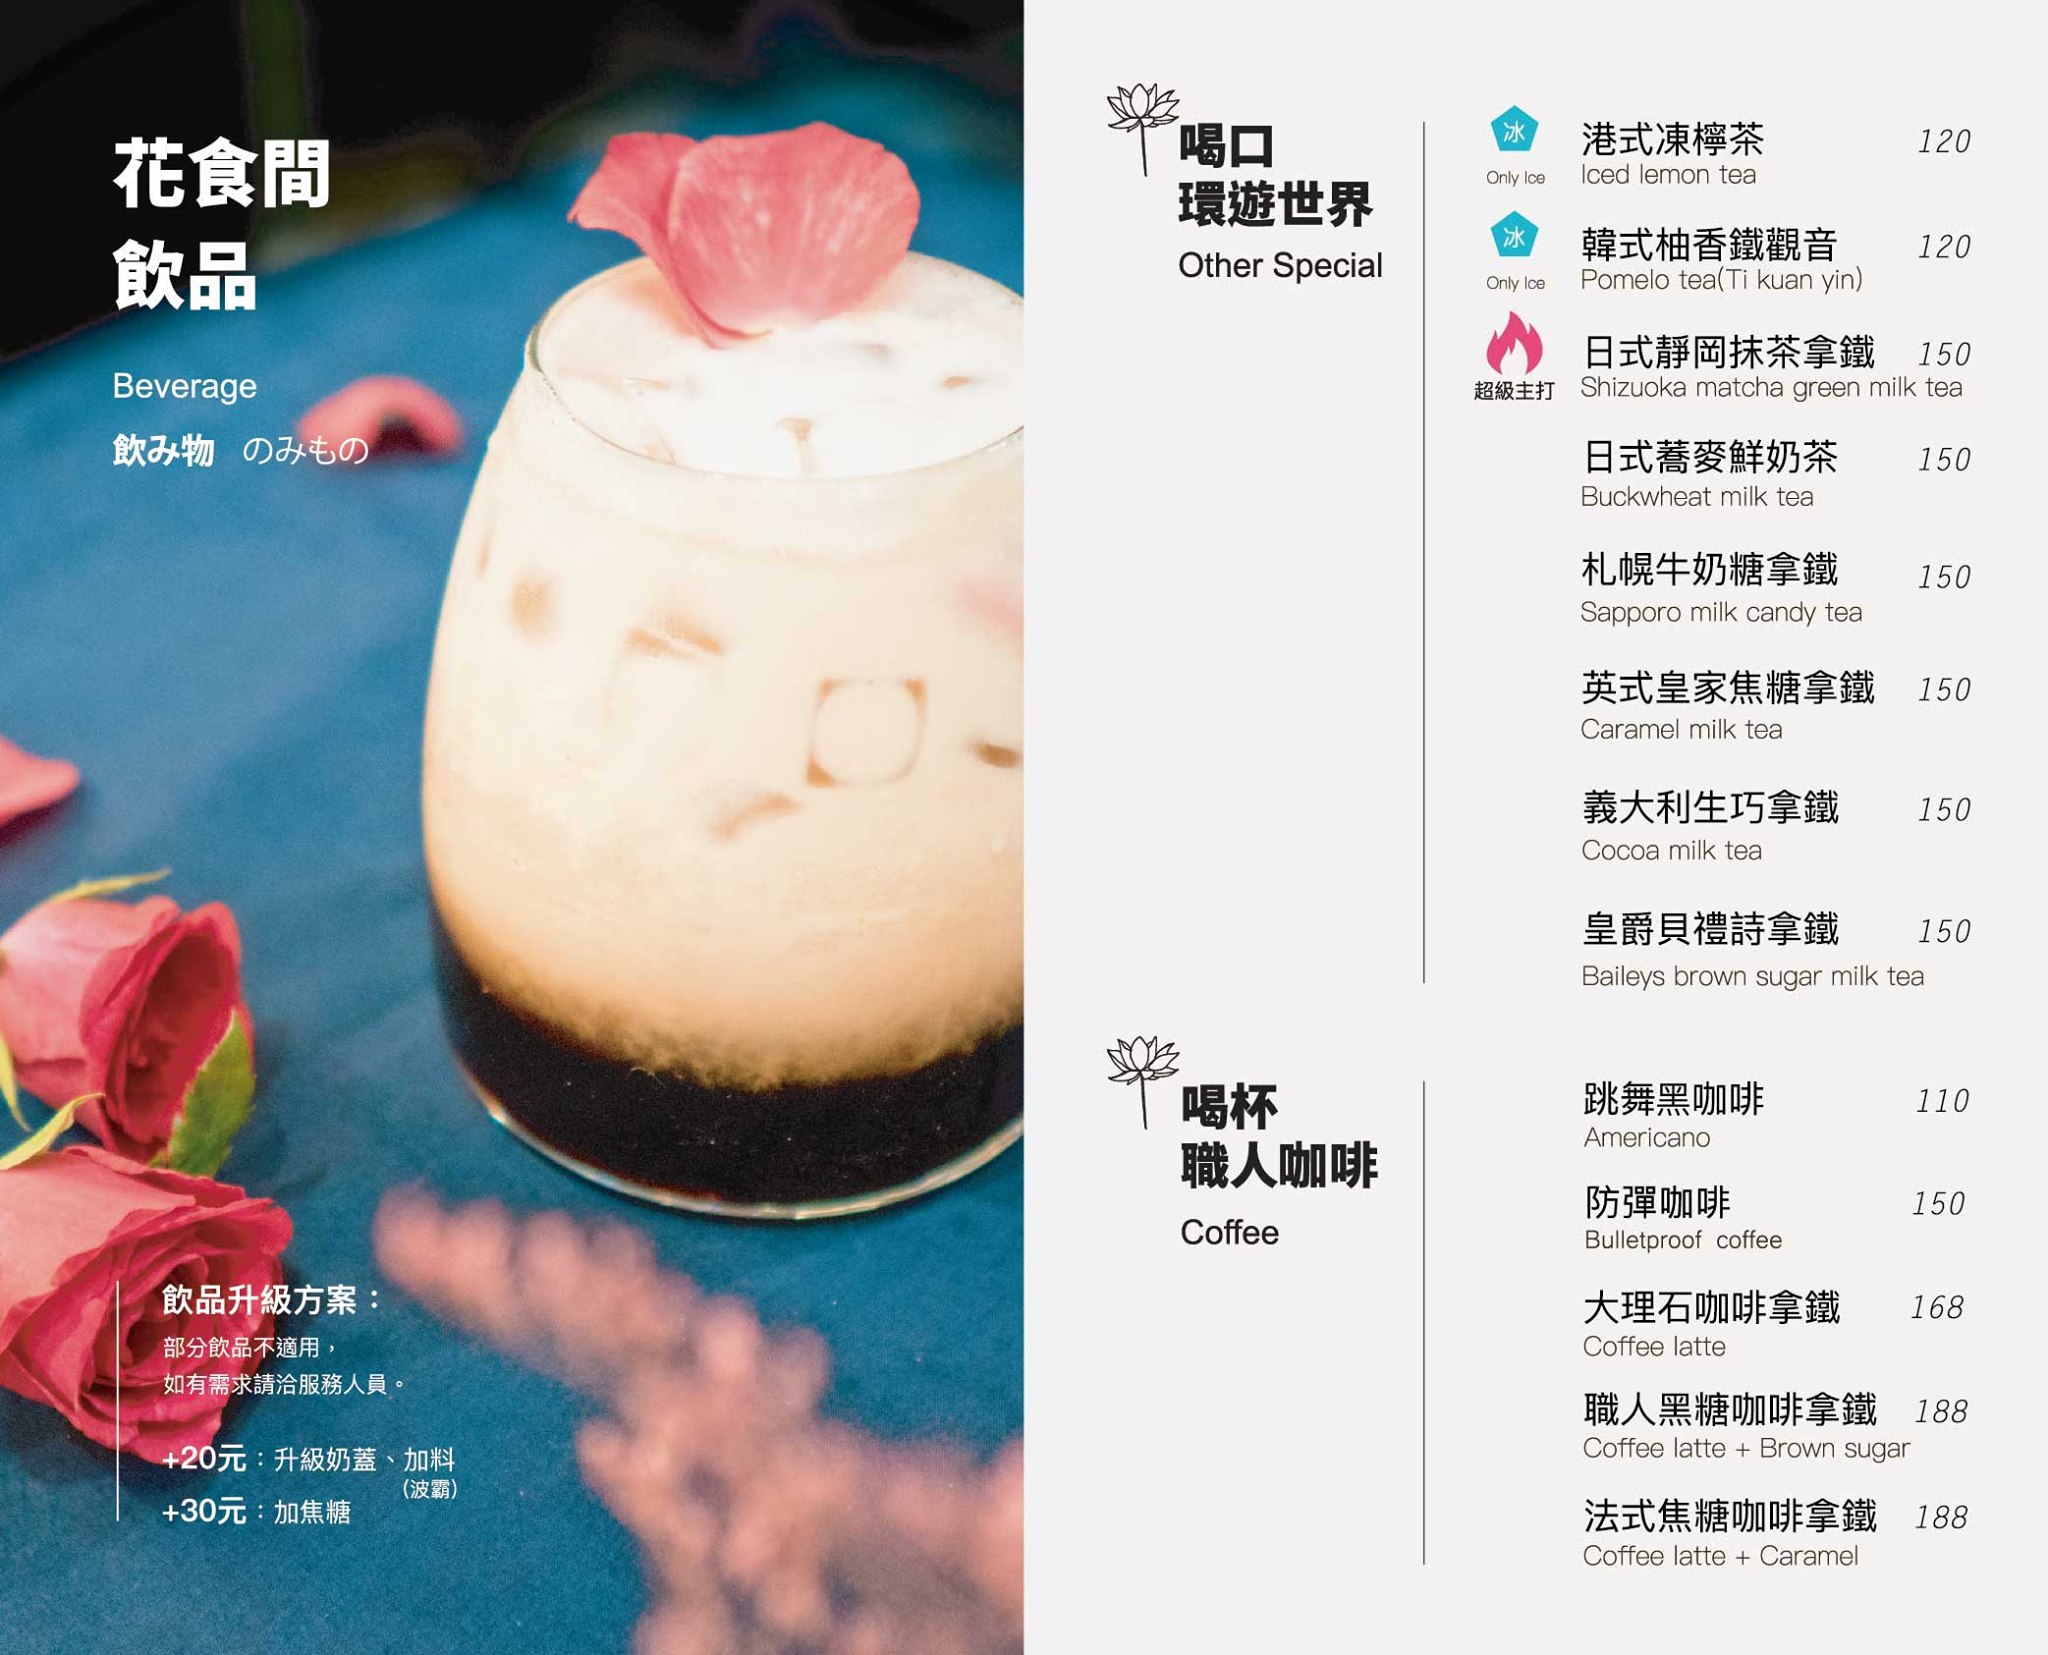 花食間
飲品
Beverage
飲み物 のみもの
飲品升級方案：
部分飲品不適用，
如有需求請洽服務人員。
+20元：升級奶蓋、加料
(波霸)
+30元：加焦糖
喝口
環遊世界
Other Special
冰 港式凍檸茶 120
Only Ice Iced lemon tea
冰 韓式柚香鐵觀音 120
Only Ice Pomelo tea(Ti kuan yin)
日式靜岡抹茶拿鐵 150
超級主打 Shizuoka matcha green milk tea
日式蕎麥鮮奶茶 150
Buckwheat milk tea
札幌牛奶糖拿鐵 150
Sapporo milk candy tea
英式皇家焦糖拿鐵 150
Caramel milk tea
義大利生巧拿鐵 150
Cocoa milk tea
皇爵貝禮詩拿鐵 150
Baileys brown sugar milk tea
喝杯
職人咖啡
Coffee
跳舞黑咖啡 110
Americano
防彈咖啡 150
Bulletproof coffee
大理石咖啡拿鐵 168
Coffee latte
職人黑糖咖啡拿鐵 188
Coffee latte + Brown sugar
法式焦糖咖啡拿鐵 188
Coffee latte + Caramel